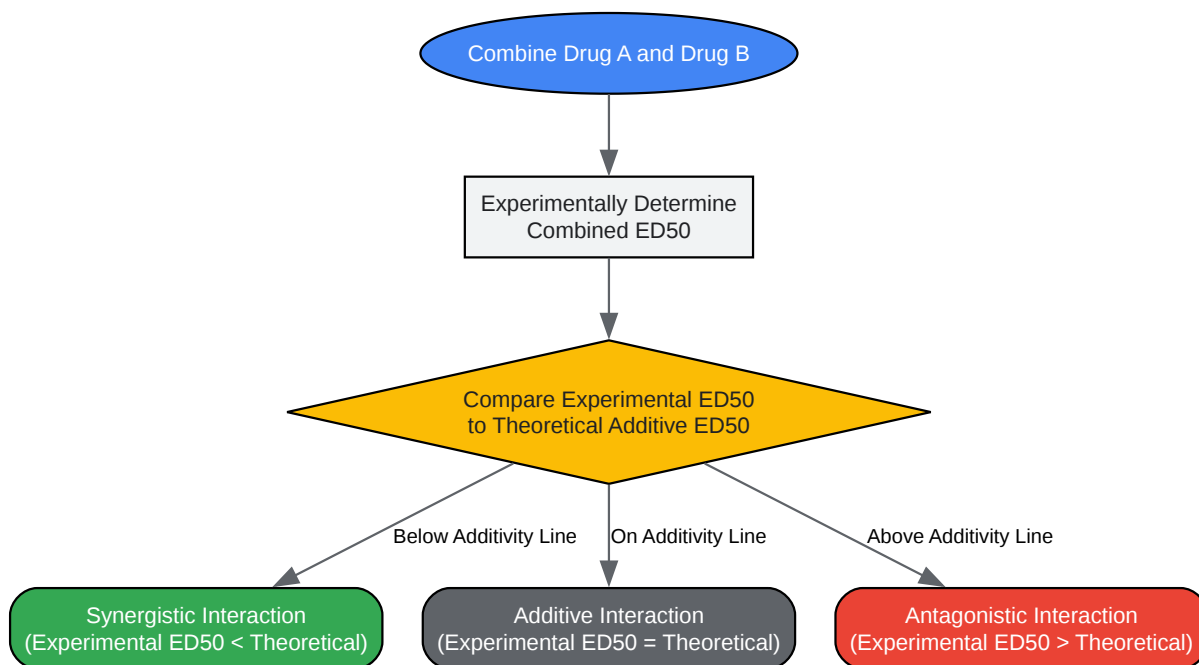 Combine Drug A and Drug B
Experimentally Determine
Combined ED50
Compare Experimental ED50
to Theoretical Additive ED50
Below Additivity Line
On Additivity Line
Above Additivity Line
Synergistic Interaction
(Experimental ED50 < Theoretical)
Additive Interaction
(Experimental ED50 = Theoretical)
Antagonistic Interaction
(Experimental ED50 > Theoretical)